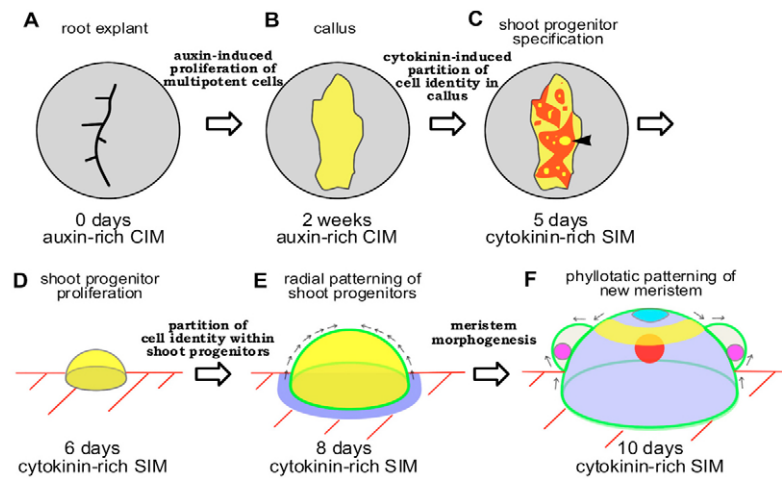 A
root explant
0 days
auxin-rich CIM
auxin-induced
proliferation of
multipotent cells
B
callus
2 weeks
auxin-rich CIM
cytokinin-induced
partition of
cell identity in
callus
C
shoot progenitor
specification
5 days
cytokinin-rich SIM
D
shoot progenitor
proliferation
6 days
cytokinin-rich SIM
partition of
cell identity within
shoot progenitors
E
radial patterning of
shoot progenitors
8 days
cytokinin-rich SIM
meristem
morphogenesis
F
phyllotatic patterning of
new meristem
10 days
cytokinin-rich SIM